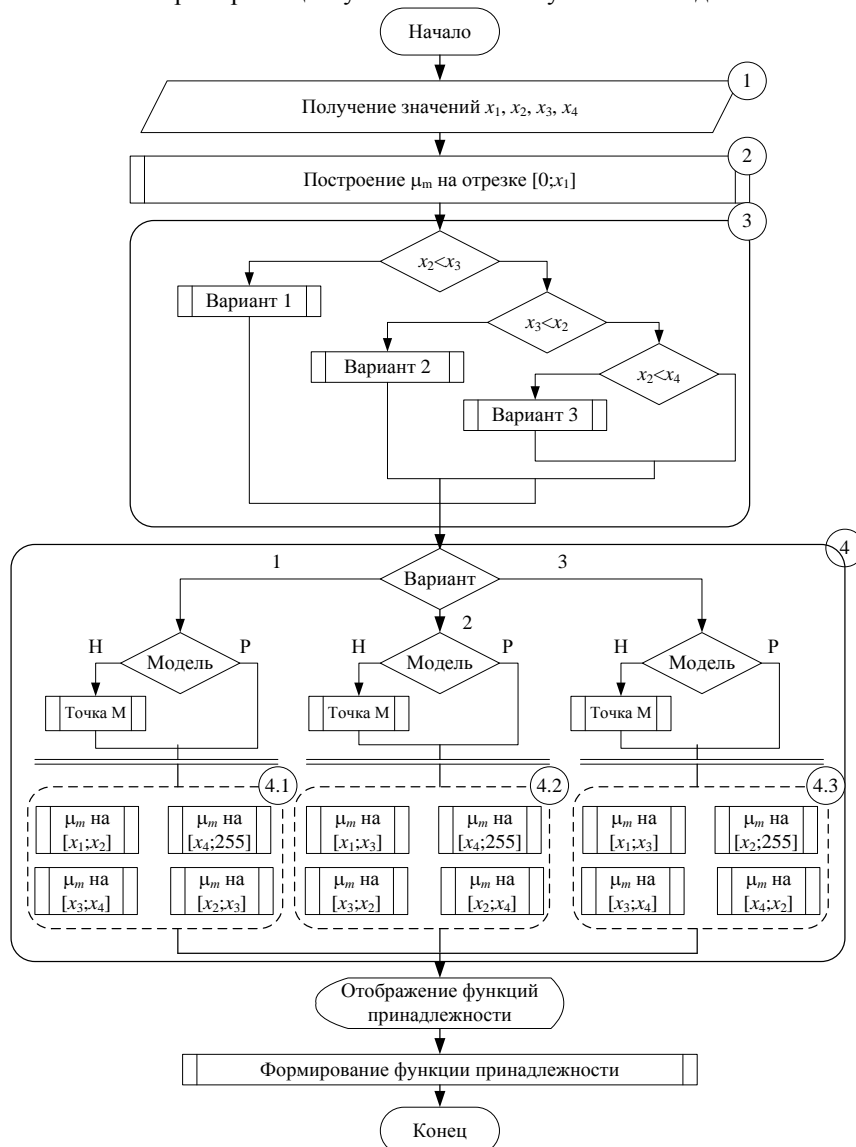 Начало
1
Получение значений x₁, x₂, x₃, x₄
2
Построение μₘ на отрезке [0;x₁]
3
x₂<x₃
Вариант 1
x₃<x₂
Вариант 2
x₂<x₄
Вариант 3
4
1
Вариант
3
2
Н
Модель
Р
Н
Модель
Р
Н
Модель
Р
Точка М
Точка М
Точка М
4.1
4.2
4.3
μₘ на
[x₁;x₂]
μₘ на
[x₄;255]
μₘ на
[x₃;x₄]
μₘ на
[x₂;x₃]
μₘ на
[x₁;x₃]
μₘ на
[x₄;255]
μₘ на
[x₃;x₂]
μₘ на
[x₂;x₄]
μₘ на
[x₁;x₃]
μₘ на
[x₂;255]
μₘ на
[x₃;x₄]
μₘ на
[x₄;x₂]
Отображение функций
принадлежности
Формирование функции принадлежности
Конец